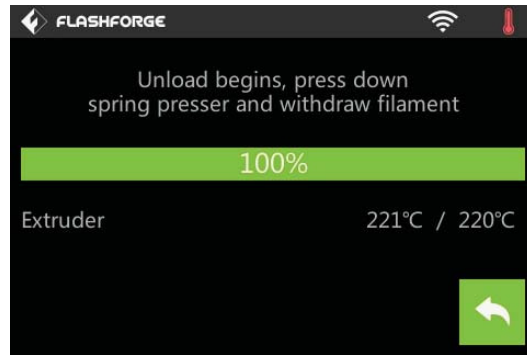 FLASHFORGE
Unload begins, press down
spring presser and withdraw filament
100%
Extruder 221℃ / 220℃